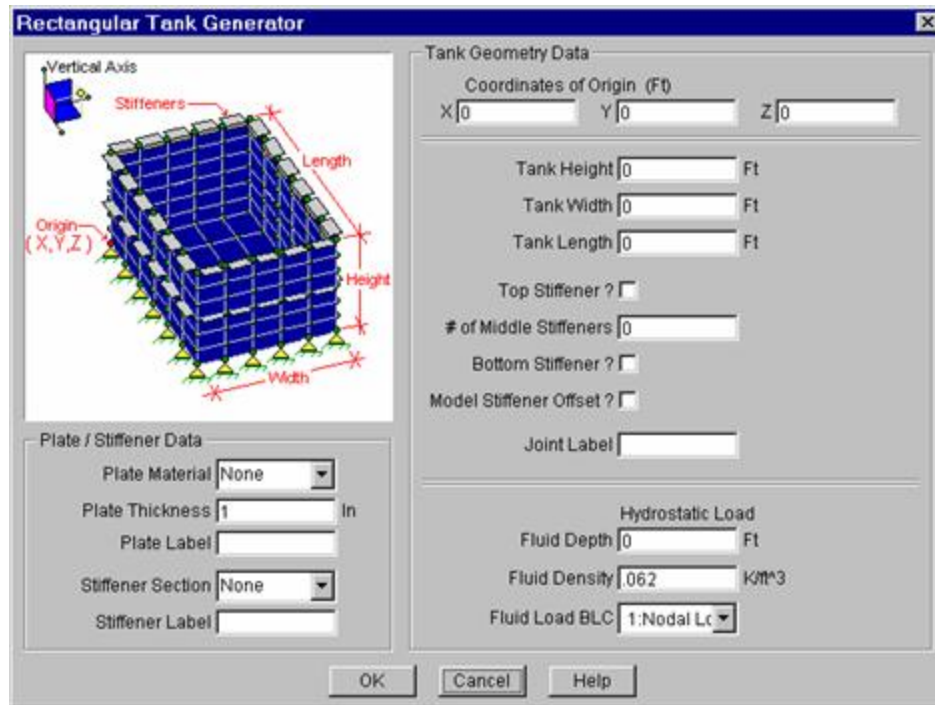 Rectangular Tank Generator
Vertical Axis
Stiffeners
Length
Origin
( X,Y,Z )
Height
Width
Plate / Stiffener Data
Plate Material None
Plate Thickness 1 In
Plate Label
Stiffener Section None
Stiffener Label
Tank Geometry Data
Coordinates of Origin (Ft)
X 0 Y 0 Z 0
Tank Height 0 Ft
Tank Width 0 Ft
Tank Length 0 Ft
Top Stiffener ?
# of Middle Stiffeners 0
Bottom Stiffener ?
Model Stiffener Offset ?
Joint Label
Hydrostatic Load
Fluid Depth 0 Ft
Fluid Density .062 K/ft^3
Fluid Load BLC 1:Nodal Lc
OK Cancel Help